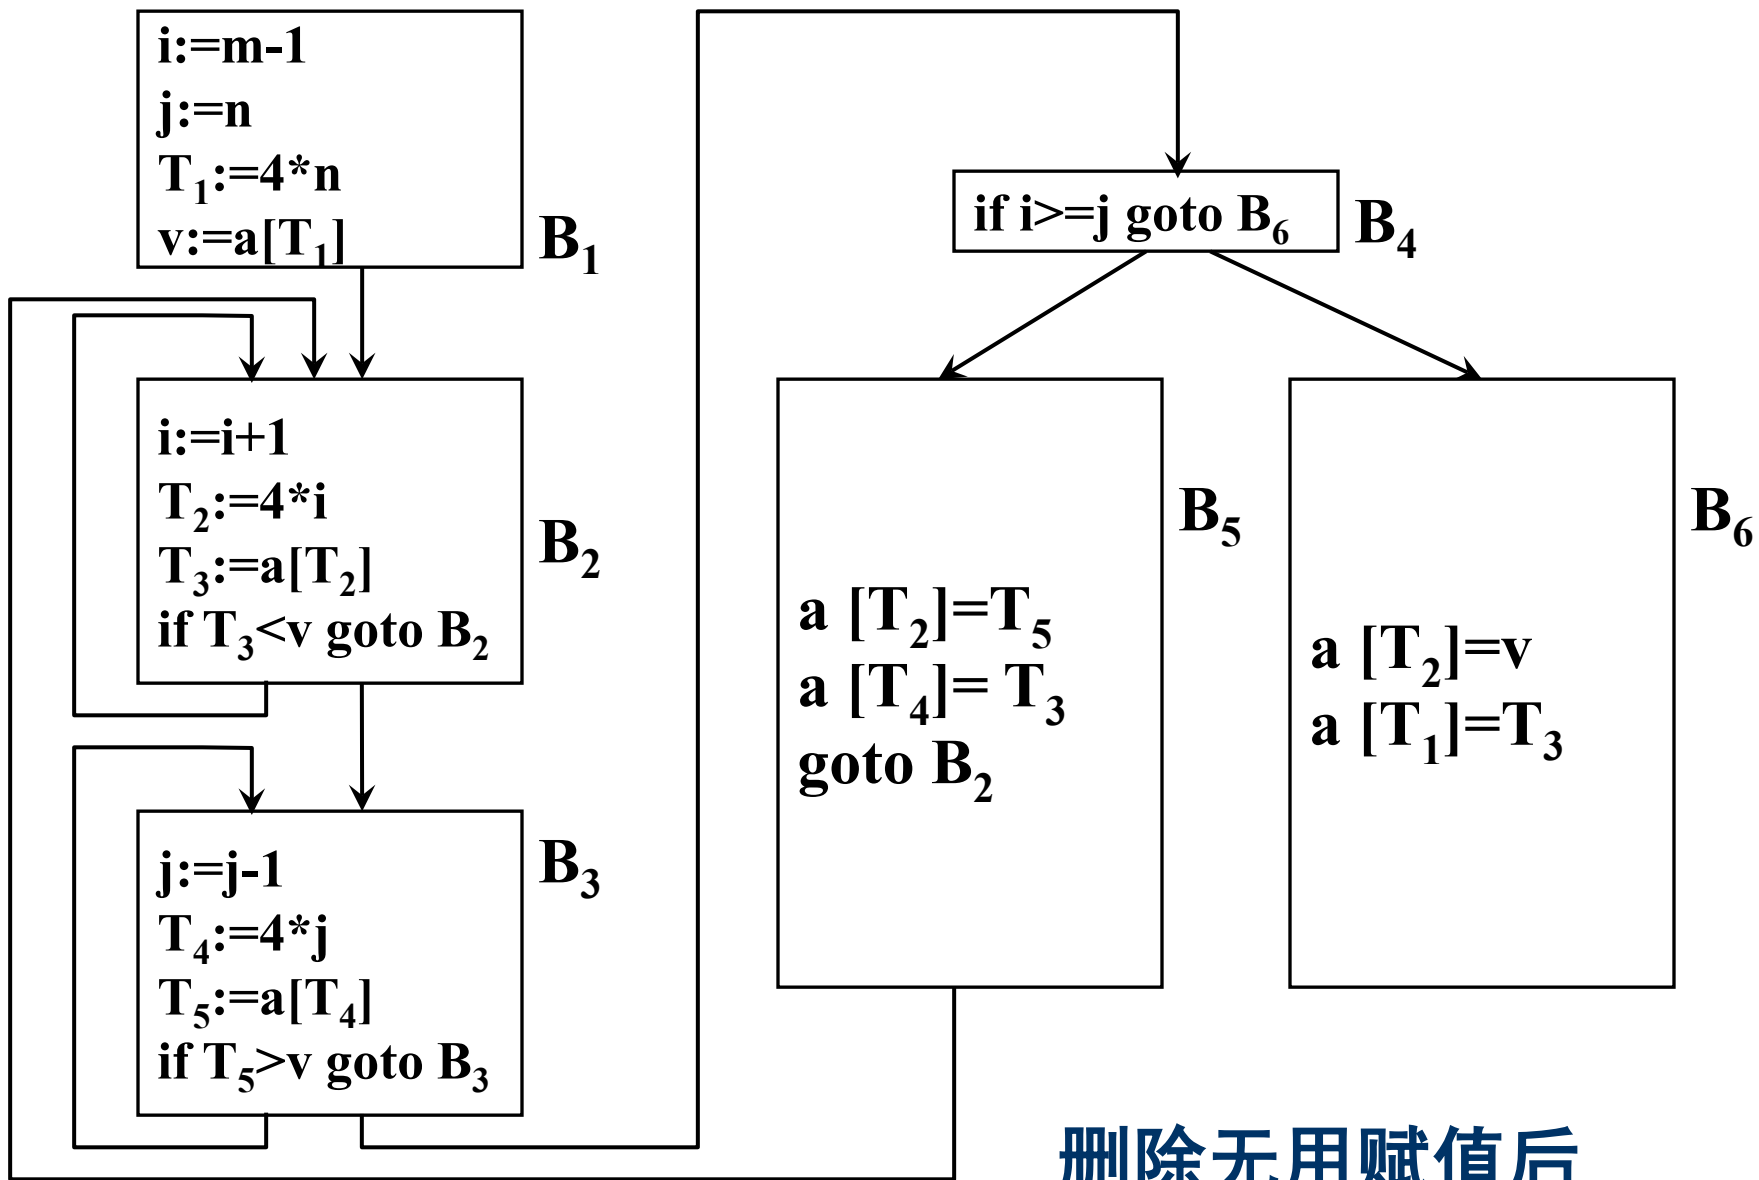 i:=m-1
j:=n
T₁:=4*n
v:=a[T₁]
B₁
i:=i+1
T₂:=4*i
T₃:=a[T₂]
if T₃<v goto B₂
B₂
j:=j-1
T₄:=4*j
T₅:=a[T₄]
if T₅>v goto B₃
B₃
if i>=j goto B₆
B₄
a [T₂]=T₅
a [T₄]= T₃
goto B₂
B₅
a [T₂]=v
a [T₁]=T₃
B₆
删除无用赋值后